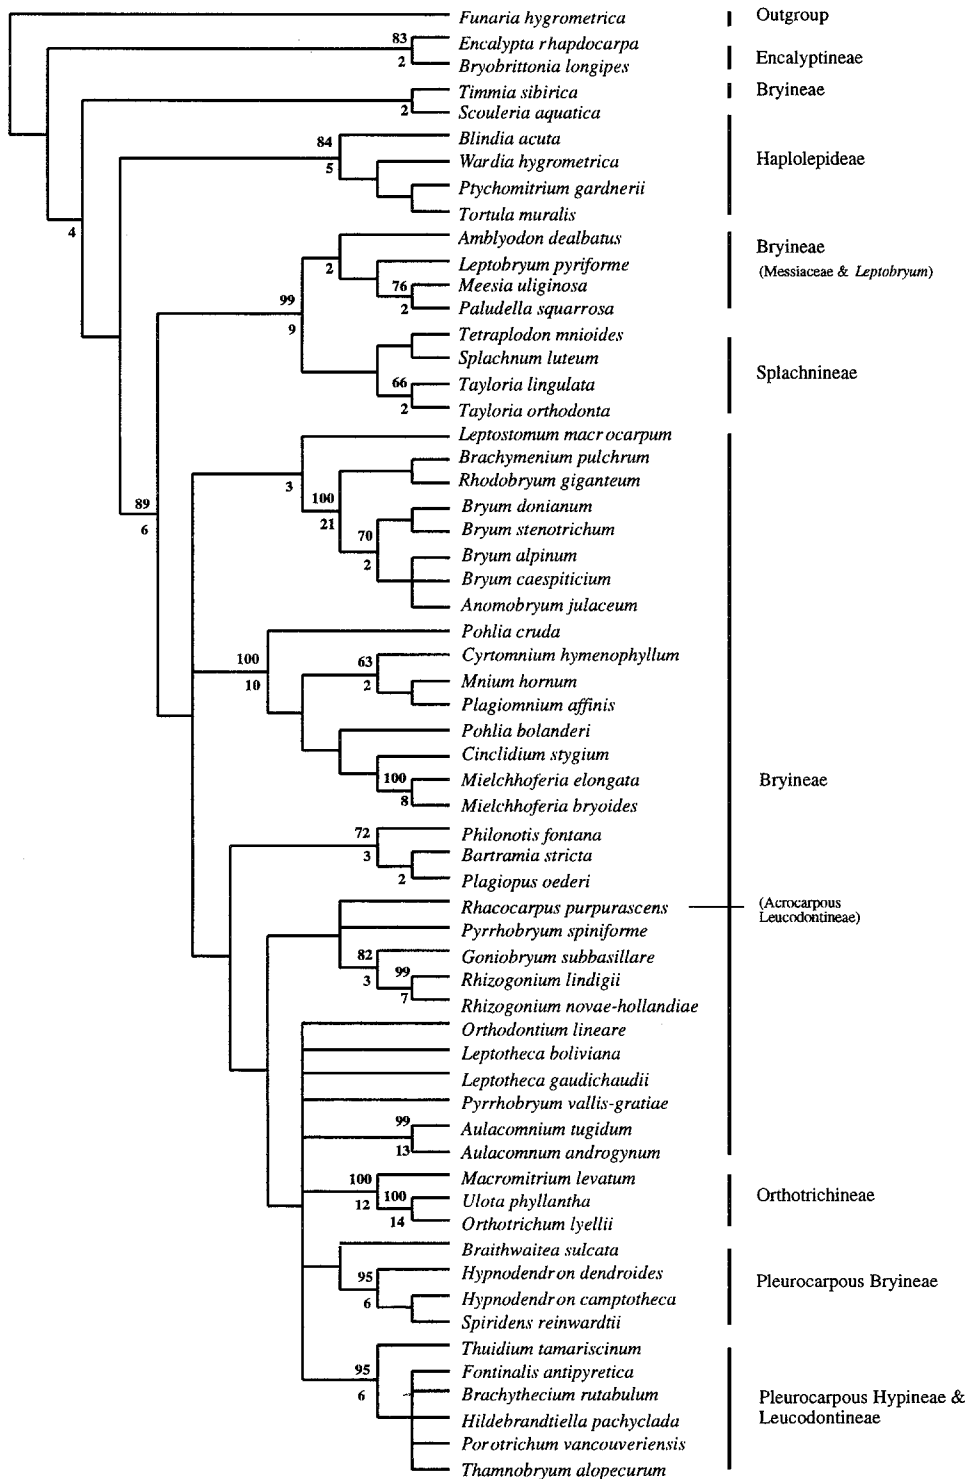 Funaria hygrometrica Outgroup
83
Encalypta rhapdocarpa
Encalyptineae
2
Bryobrittonia longipes
Timmia sibirica Bryineae
2
Scouleria aquatica
84
Blindia acuta
5
Wardia hygrometrica Haplolepideae
Ptychomitrium gardnerii
Tortula muralis
4
Amblyodon dealbatus
Bryineae
2
Leptobryum pyriforme (Messiaceae & Leptobryum)
76
Meesia uliginosa
99
2
Paludella squarrosa
9
Tetraplodon mnioides
Splachnum luteum
Splachnineae
66
Tayloria lingulata
2
Tayloria orthodonta
Leptostomum macrocarpum
Brachymenium pulchrum
3
Rhodobryum giganteum
100
89
Bryum donianum
21
6
Bryum stenotrichum
70
Bryum alpinum
2
Bryum caespiticium
Anomobryum julaceum
Pohlia cruda
100
63
Cyrtomnium hymenophyllum
10
2
Mnium hornum
Plagiomnium affinis
Pohlia bolanderi
Cinclidium stygium
100
Mielchhoferia elongata Bryineae
8
Mielchhoferia bryoides
72
Philonotis fontana
3
Bartramia stricta
2
Plagiopus oederi
Rhacocarpus purpurascens (Acrocarpous
Leucodontineae)
Pyrrhobryum spiniforme
82
Goniobryum subbasillare
3
99
Rhizogonium lindigii
7
Rhizogonium novae-hollandiae
Orthodontium lineare
Leptotheca boliviana
Leptotheca gaudichaudii
Pyrrhobryum vallis-gratiae
99
Aulacomnium tugidum
13
Aulacomnum androgynum
100
Macromitrium levatum
12
100
Ulota phyllantha Orthotrichineae
14
Orthotrichum lyellii
Braithwaitea sulcata
95
Hypnodendron dendroides
Pleurocarpous Bryineae
6
Hypnodendron camptotheca
Spiridens reinwardtii
Thuidium tamariscinum
95
Fontinalis antipyretica
6
Brachythecium rutabulum Pleurocarpous Hypineae &
Leucodontineae
Hildebrandtiella pachyclada
Porotrichum vancouveriensis
Thamnobryum alopecurum